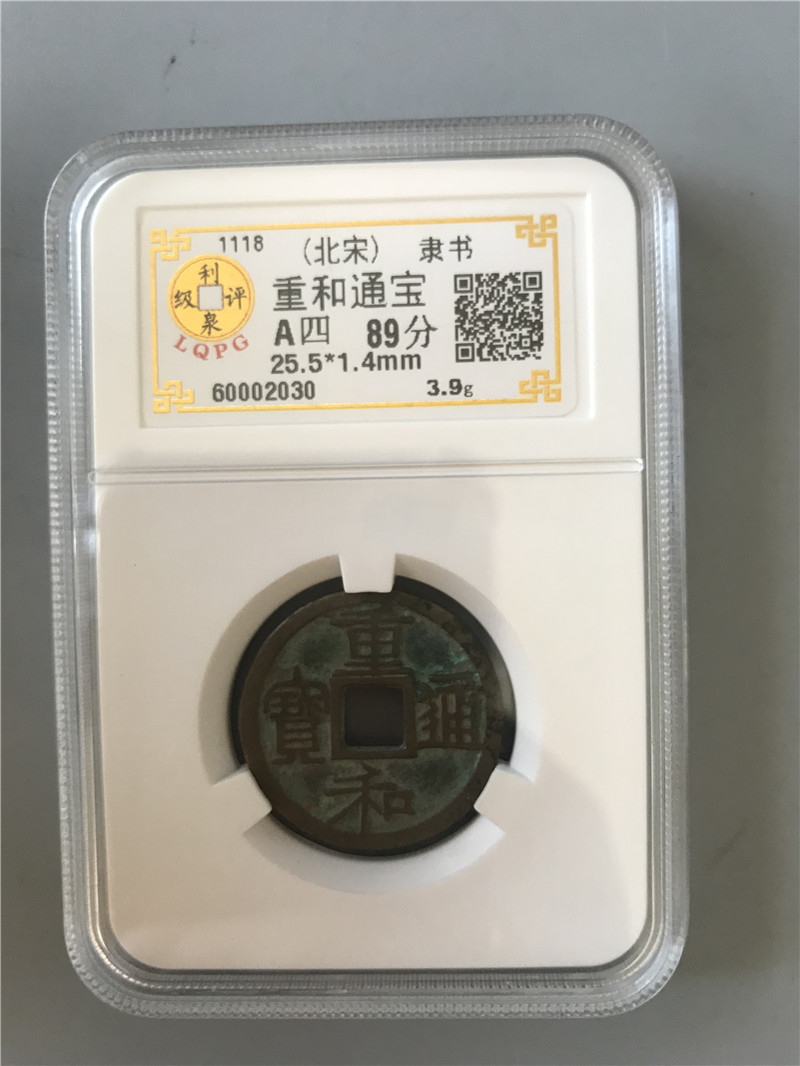 1118 （北宋） 隶书
利泉评级
LQPG
重和通宝
A四 89分
25.5*1.4mm
60002030 3.9g
重和通寶